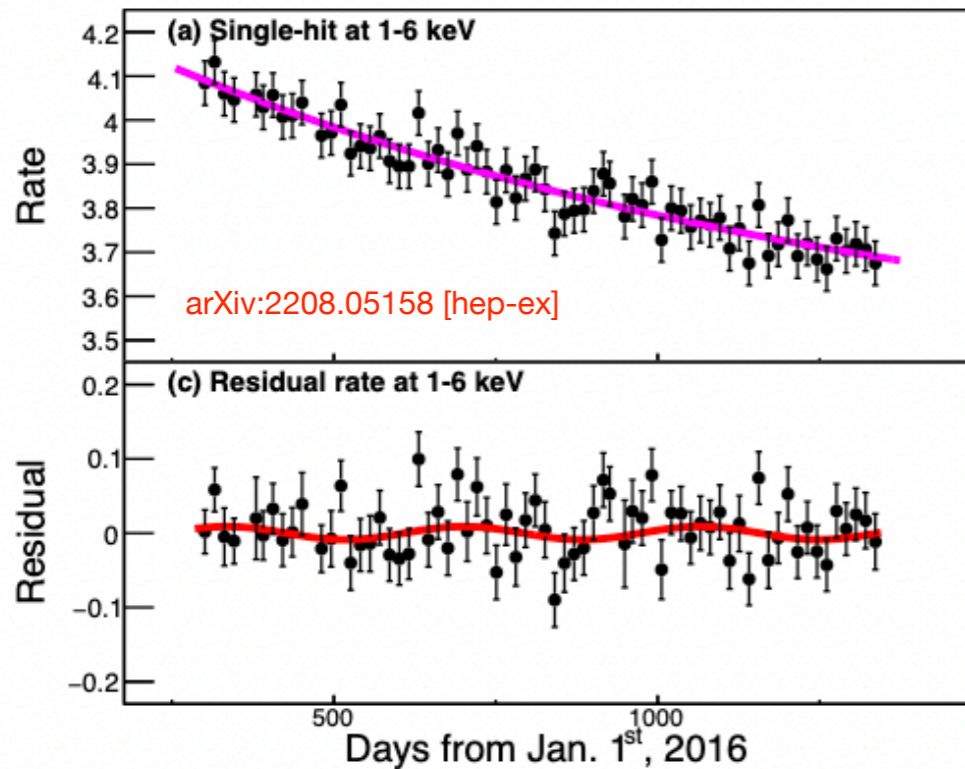 (a) Single-hit at 1-6 keV
4.2
4.1
4
3.9
3.8
3.7
3.6
3.5
Rate
arXiv:2208.05158 [hep-ex]
(c) Residual rate at 1-6 keV
0.2
0.1
0
−0.1
−0.2
Residual
500
1000
Days from Jan. 1st, 2016